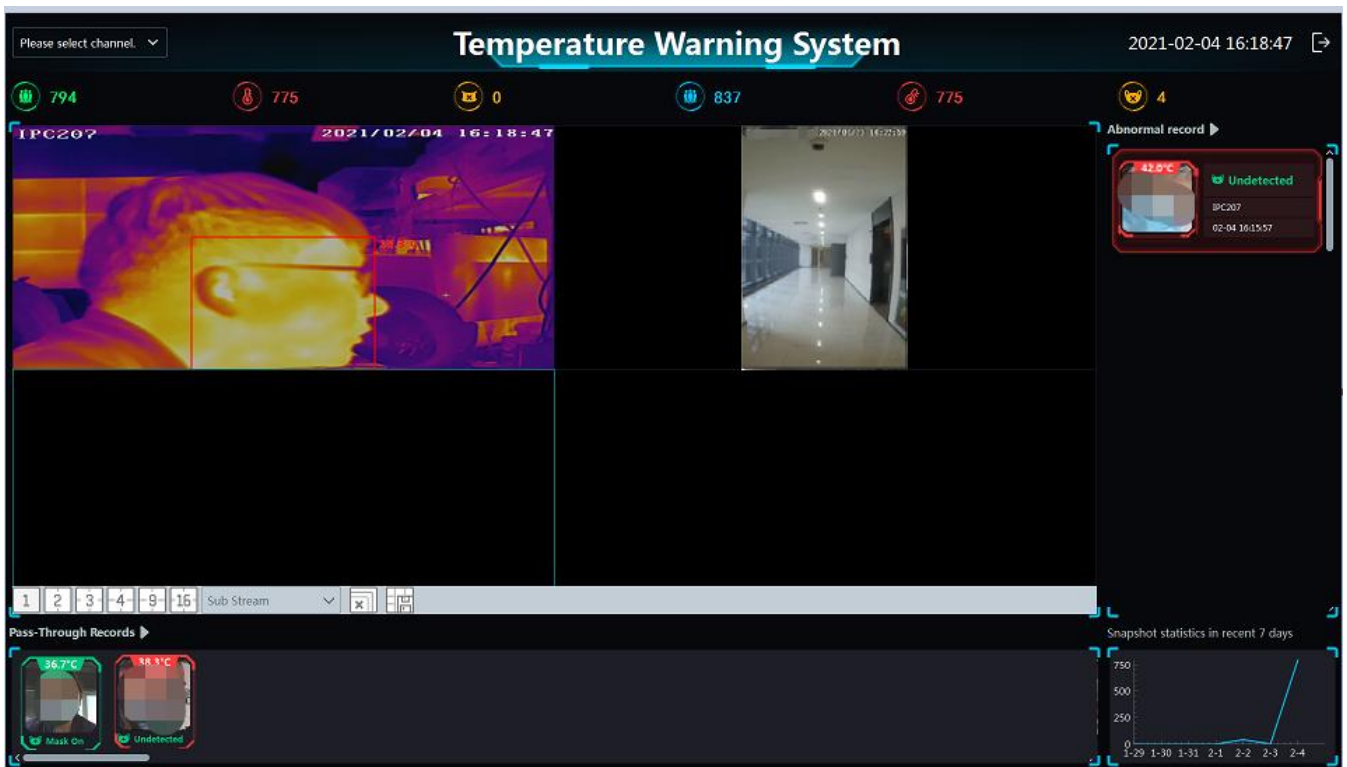 Please select channel.
Temperature Warning System
2021-02-04 16:18:47
794
775
0
837
775
4
IPC207
2021/02/04 16:18:47
Abnormal record
42.0°C
Undetected
IPC207
02-04 16:15:57
1 2 3 4 9 16 Sub Stream
Pass-Through Records
36.7°C
Mask On
38.3°C
Undetected
Snapshot statistics in recent 7 days
750
500
250
0
1-29 1-30 1-31 2-1 2-2 2-3 2-4